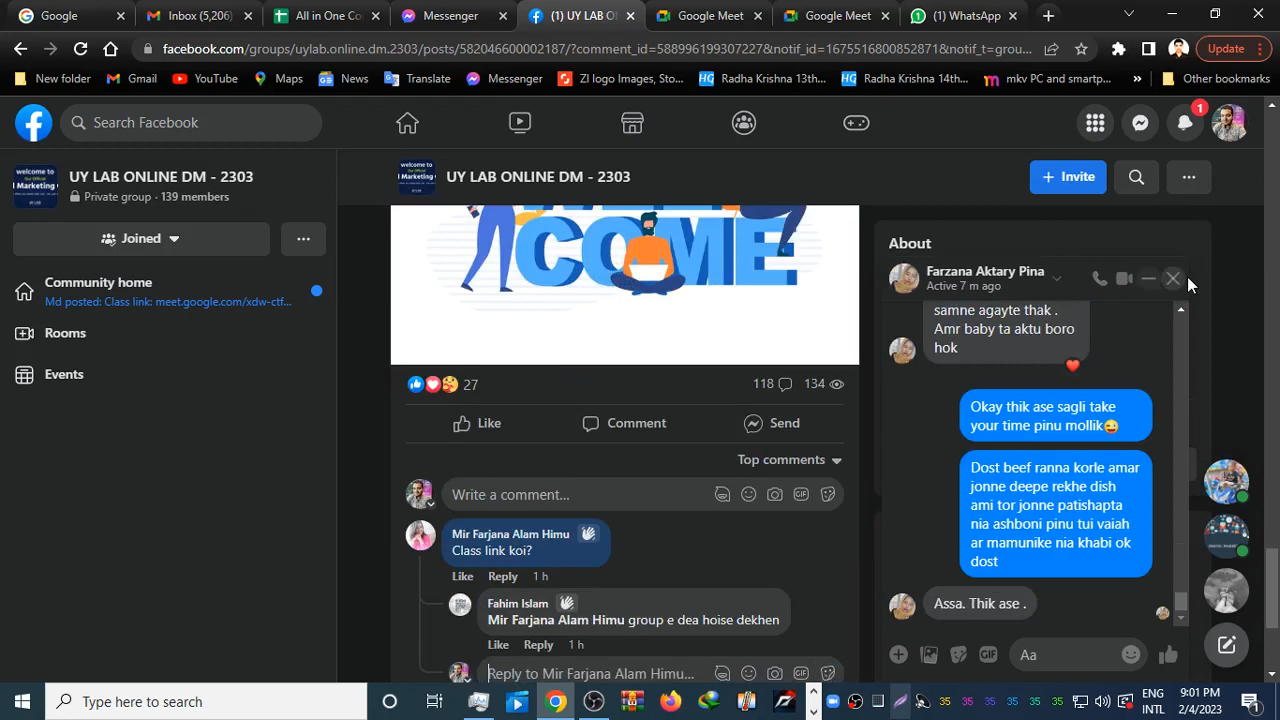 Google
Inbox (5,206)
All in One Co
Messenger
(1) UY LAB O
Google Meet
Google Meet
(1) WhatsApp
facebook.com/groups/uylab.online.dm.2303/posts/582046600002187/?comment_id=588996199307227&notif_id=1675516800852871&notif_t=grou...
Update
New folder
Gmail
YouTube
Maps
News
Translate
Messenger
ZI logo Images, Sto...
Radha Krishna 13th...
Radha Krishna 14th...
mkv PC and smartp...
Other bookmarks
Search Facebook
1
UY LAB ONLINE DM - 2303
Private group · 139 members
Joined
Community home
Md posted: Class link: meet.google.com/xdw-ctf...
Rooms
Events
UY LAB ONLINE DM - 2303
Invite
COME
27
118
134
Like
Comment
Send
Top comments
Write a comment...
Mir Farjana Alam Himu
Class link koi?
Like Reply 1 h
Fahim Islam
Mir Farjana Alam Himu group e dea hoise dekhen
Like Reply 1 h
Reply to Mir Farjana Alam Himu...
About
Farzana Aktary Pina
Active 7 m ago
samne agayte thak .
Amr baby ta aktu boro
hok
Okay thik ase sagli take
your time pinu mollik😜
Dost beef ranna korle amar
jonne deepe rekhe dish
ami tor jonne patishapta
nia ashboni pinu tui vaiah
ar mamunike nia khabi ok
dost
Assa. Thik ase .
GIF
Aa
Type here to search
35 35 35 35 35
ENG
INTL
9:01 PM
2/4/2023